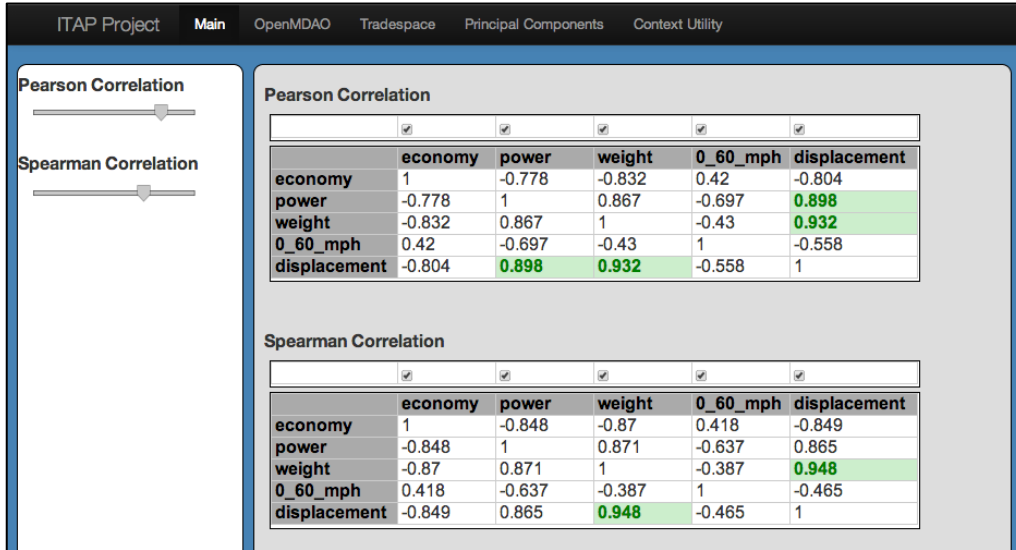 ITAP Project Main OpenMDAO Tradespace Principal Components Context Utility
Pearson Correlation
Spearman Correlation
Pearson Correlation
economy power weight 0_60_mph displacement
economy 1 -0.778 -0.832 0.42 -0.804
power -0.778 1 0.867 -0.697 0.898
weight -0.832 0.867 1 -0.43 0.932
0_60_mph 0.42 -0.697 -0.43 1 -0.558
displacement -0.804 0.898 0.932 -0.558 1
Spearman Correlation
economy power weight 0_60_mph displacement
economy 1 -0.848 -0.87 0.418 -0.849
power -0.848 1 0.871 -0.637 0.865
weight -0.87 0.871 1 -0.387 0.948
0_60_mph 0.418 -0.637 -0.387 1 -0.465
displacement -0.849 0.865 0.948 -0.465 1